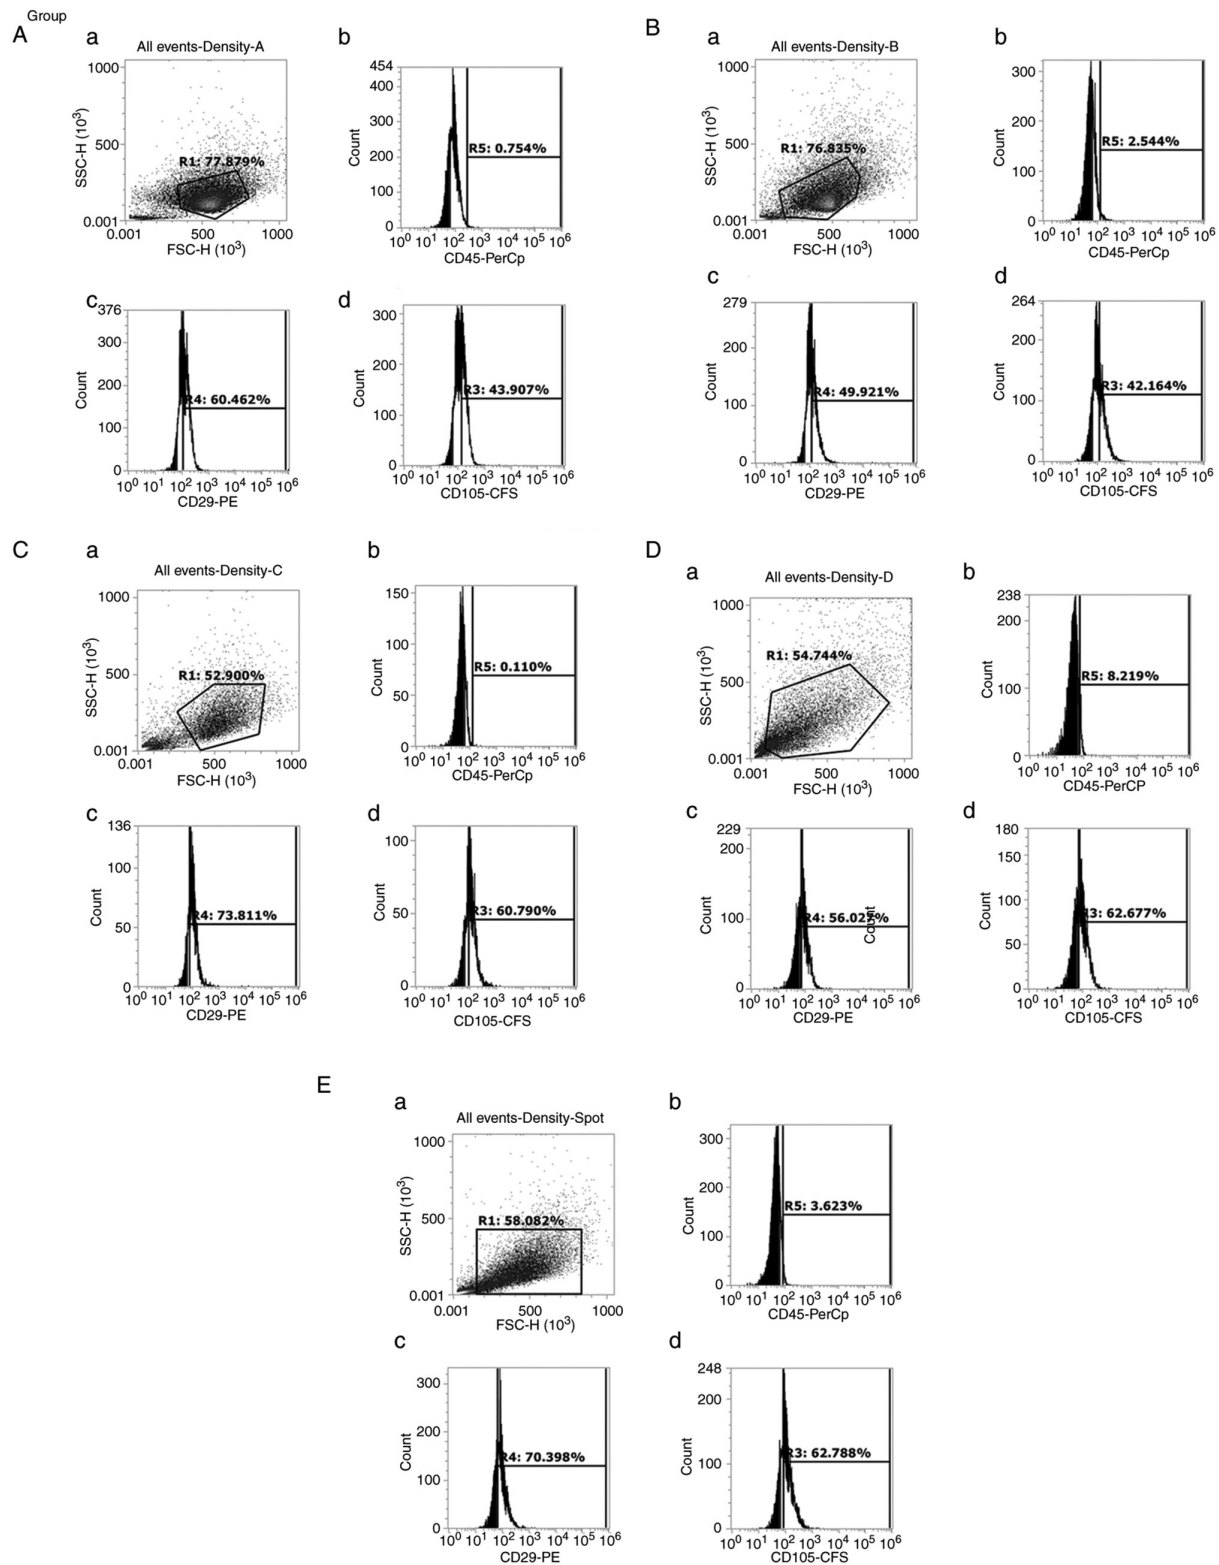 Group
A
a
All events-Density-A
1000
500
0.001
SSC-H (10³)
R1: 77.879%
0.001 500 1000
FSC-H (10³)
b
454
400
300
200
100
0
Count
R5: 0.754%
10⁰ 10¹ 10² 10³ 10⁴ 10⁵ 10⁶
CD45-PerCp
c
376
300
200
100
0
Count
R4: 60.462%
10⁰ 10¹ 10² 10³ 10⁴ 10⁵ 10⁶
CD29-PE
d
300
200
100
0
Count
R3: 43.907%
10⁰ 10¹ 10² 10³ 10⁴ 10⁵ 10⁶
CD105-CFS
B
a
All events-Density-B
1000
500
0.001
SSC-H (10³)
R1: 76.835%
0.001 500 1000
FSC-H (10³)
b
300
200
100
0
Count
R5: 2.544%
10⁰ 10¹ 10² 10³ 10⁴ 10⁵ 10⁶
CD45-PerCp
c
279
200
100
0
Count
R4: 49.921%
10⁰ 10¹ 10² 10³ 10⁴ 10⁵ 10⁶
CD29-PE
d
264
200
100
0
Count
R3: 42.164%
10⁰ 10¹ 10² 10³ 10⁴ 10⁵ 10⁶
CD105-CFS
C
a
All events-Density-C
1000
500
0.001
SSC-H (10³)
R1: 52.900%
0.001 500 1000
FSC-H (10³)
b
150
100
50
0
Count
R5: 0.110%
10⁰ 10¹ 10² 10³ 10⁴ 10⁵ 10⁶
CD45-PerCp
c
136
100
50
0
Count
R4: 73.811%
10⁰ 10¹ 10² 10³ 10⁴ 10⁵ 10⁶
CD29-PE
d
100
50
0
Count
R3: 60.790%
10⁰ 10¹ 10² 10³ 10⁴ 10⁵ 10⁶
CD105-CFS
D
a
All events-Density-D
1000
500
0.001
SSC-H (10³)
R1: 54.744%
0.001 500 1000
FSC-H (10³)
b
238
200
100
0
Count
R5: 8.219%
10⁰ 10¹ 10² 10³ 10⁴ 10⁵ 10⁶
CD45-PerCP
c
229
200
100
0
Count
R4: 56.027%
10⁰ 10¹ 10² 10³ 10⁴ 10⁵ 10⁶
CD29-PE
d
180
150
100
50
0
Count
R3: 62.677%
10⁰ 10¹ 10² 10³ 10⁴ 10⁵ 10⁶
CD105-CFS
Count
E
a
All events-Density-Spot
1000
500
0.001
SSC-H (10³)
R1: 58.082%
0.001 500 1000
FSC-H (10³)
b
300
200
100
0
Count
R5: 3.623%
10⁰ 10¹ 10² 10³ 10⁴ 10⁵ 10⁶
CD45-PerCp
c
300
200
100
0
Count
R4: 70.398%
10⁰ 10¹ 10² 10³ 10⁴ 10⁵ 10⁶
CD29-PE
d
248
200
100
0
Count
R3: 62.788%
10⁰ 10¹ 10² 10³ 10⁴ 10⁵ 10⁶
CD105-CFS